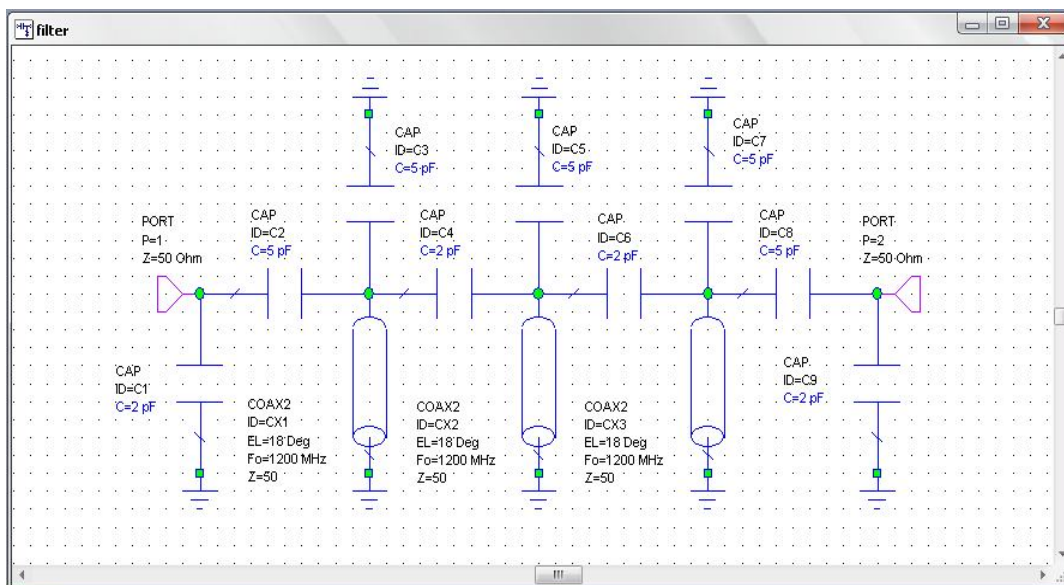 filter
CAP
ID=C3
C=5 pF
CAP
ID=C5
C=5 pF
CAP
ID=C7
C=5 pF
PORT
P=1
Z=50 Ohm
CAP
ID=C2
C=5 pF
CAP
ID=C4
C=2 pF
CAP
ID=C6
C=2 pF
CAP
ID=C8
C=5 pF
PORT
P=2
Z=50 Ohm
CAP
ID=C1
C=2 pF
COAX2
ID=CX1
EL=18 Deg
Fo=1200 MHz
Z=50
COAX2
ID=CX2
EL=18 Deg
Fo=1200 MHz
Z=50
COAX2
ID=CX3
EL=18 Deg
Fo=1200 MHz
Z=50
CAP
ID=C9
C=2 pF